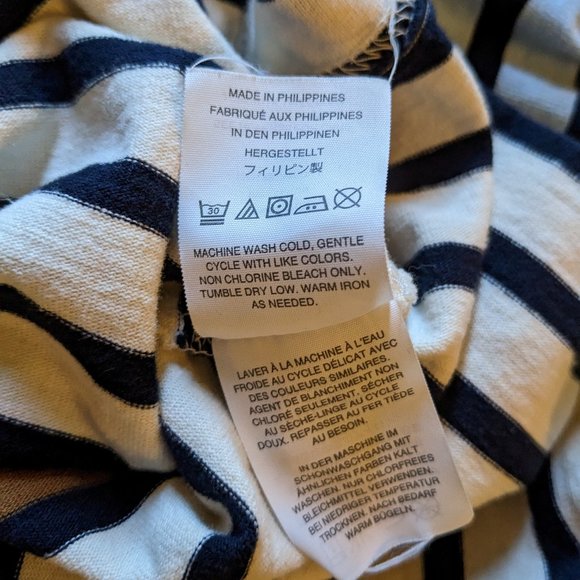 MADE IN PHILIPPINES
FABRIQUÉ AUX PHILIPPINES
IN DEN PHILIPPINEN
HERGESTELLT
フィリピン製
30
MACHINE WASH COLD, GENTLE
CYCLE WITH LIKE COLORS.
NON CHLORINE BLEACH ONLY.
TUMBLE DRY LOW. WARM IRON
AS NEEDED.
LAVER À LA MACHINE À L'EAU
FROIDE AU CYCLE DÉLICAT AVEC
DES COULEURS SIMILAIRES.
AGENT DE BLANCHIMENT NON
CHLORÉ SEULEMENT. SÉCHER
AU SÈCHE-LINGE AU CYCLE
DOUX. REPASSER AU FER TIÈDE
AU BESOIN.
IN DER MASCHINE IM
SCHONWASCHGANG MIT
ÄHNLICHEN FARBEN KALT
WASCHEN. NUR CHLORFREIES
BLEICHMITTEL VERWENDEN.
BEI NIEDRIGER TEMPERATUR
TROCKNEN. NACH BEDARF
WARM BÜGELN.